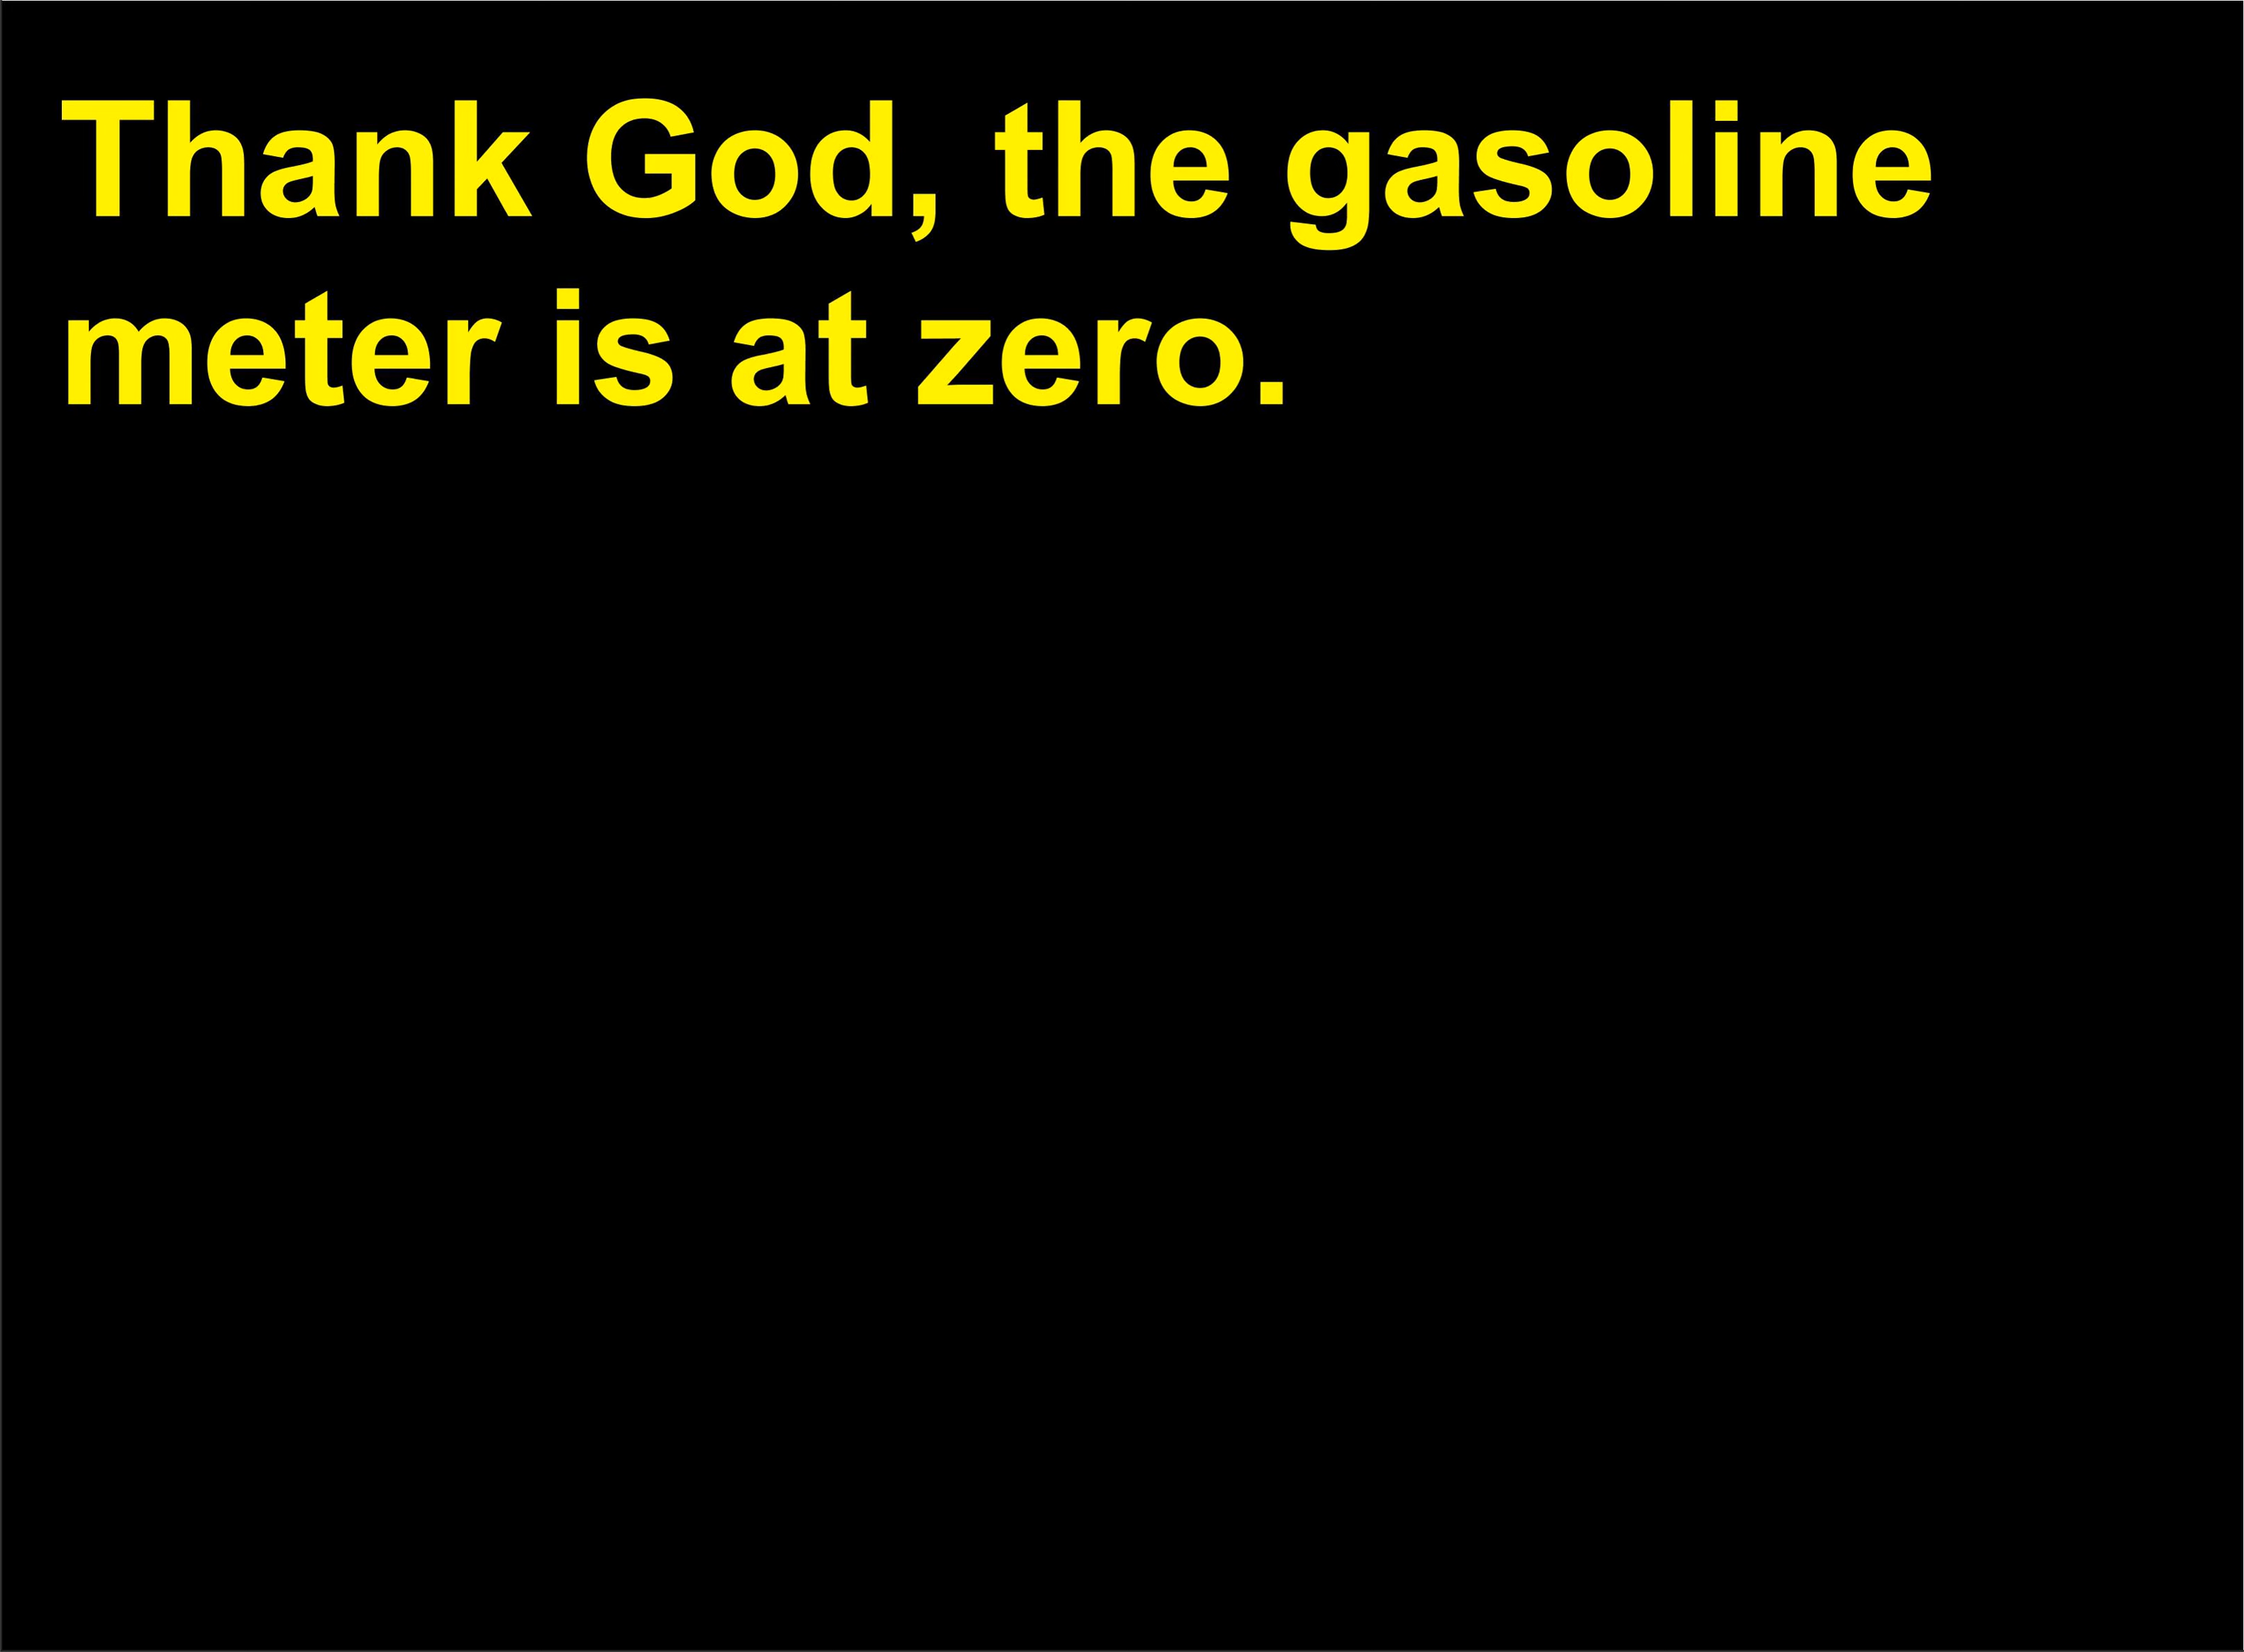 Thank God, the gasoline
meter is at zero.